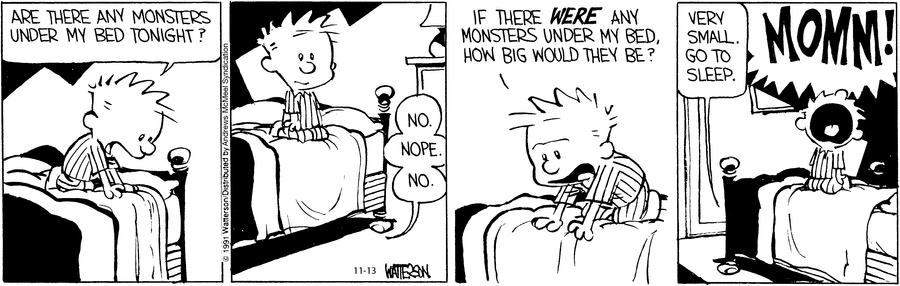 ARE THERE ANY MONSTERS
UNDER MY BED TONIGHT?
© 1991 Watterson/Distributed by Andrews McMeel Syndication
NO.
NOPE.
NO.
11-13 WATTERSON
IF THERE WERE ANY
MONSTERS UNDER MY BED,
HOW BIG WOULD THEY BE?
VERY
SMALL.
GO TO
SLEEP.
MOMM!